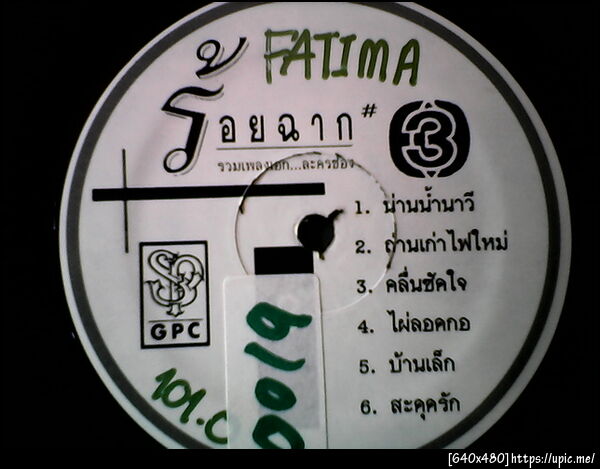 FATIMA
ร้อยฉาก #3
รวมเพลงเอก...ละครช่อง
1. น่านน้ำนาวี
2. ถ่านเก่าไฟใหม่
3. คลื่นซัดใจ
4. ไผ่ลอดกอ
5. บ้านเล็ก
6. สะดุดรัก
GPC
0019
101.0
[640x480]https://upic.me/